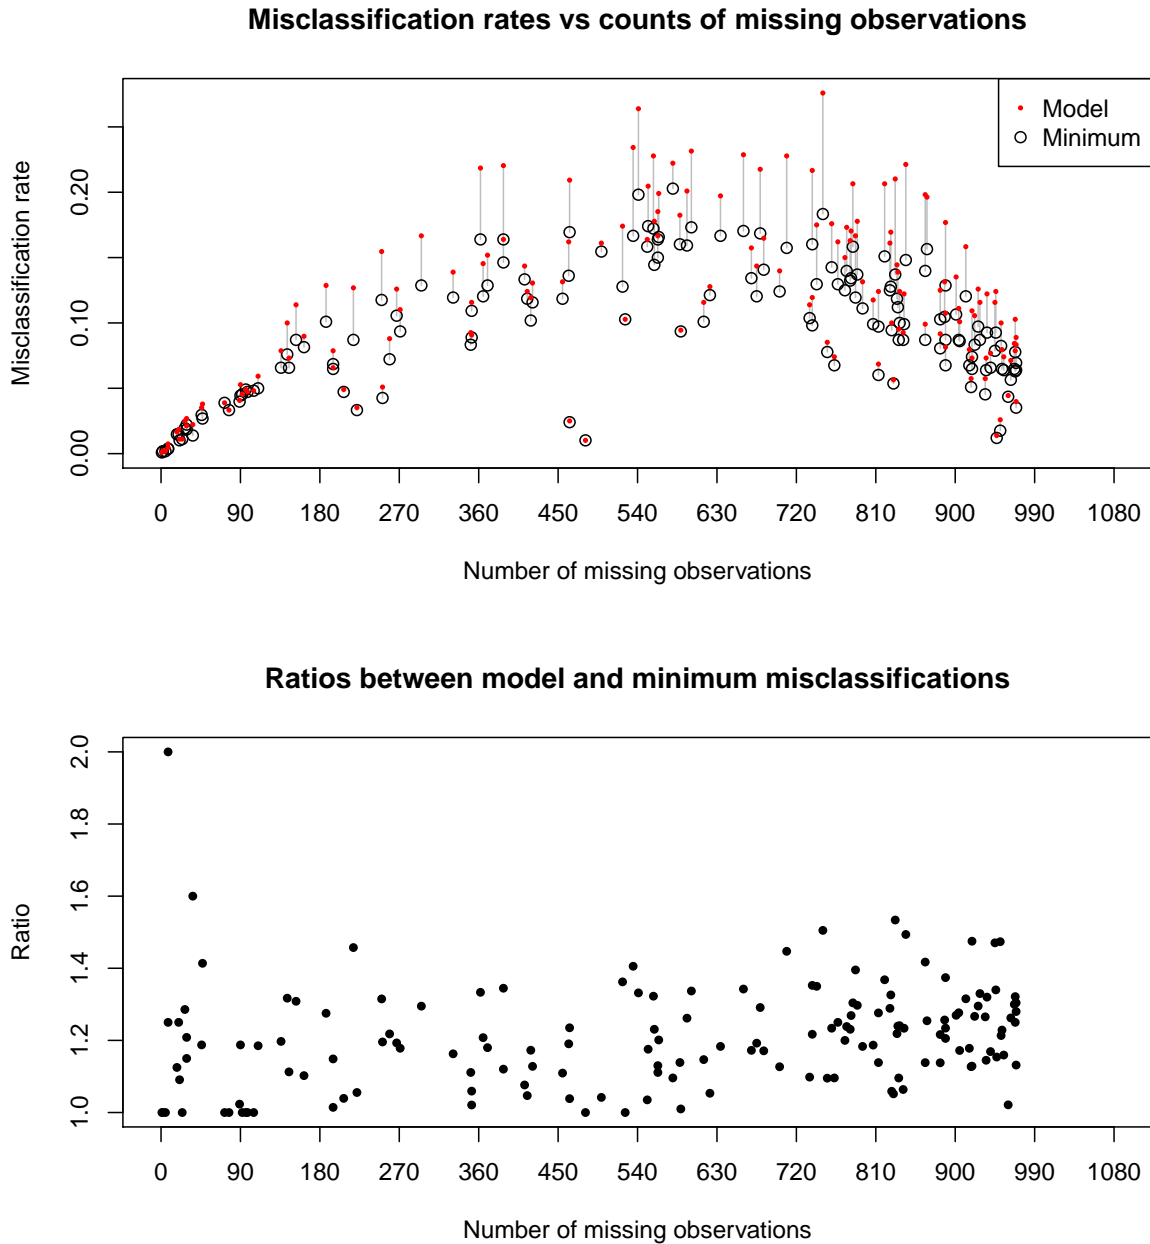 Misclassification rates vs counts of missing observations
Misclassification rate
0.00
0.10
0.20
Model
Minimum
0 90 180 270 360 450 540 630 720 810 900 990 1080
Number of missing observations
Ratios between model and minimum misclassifications
Ratio
1.0
1.2
1.4
1.6
1.8
2.0
0 90 180 270 360 450 540 630 720 810 900 990 1080
Number of missing observations